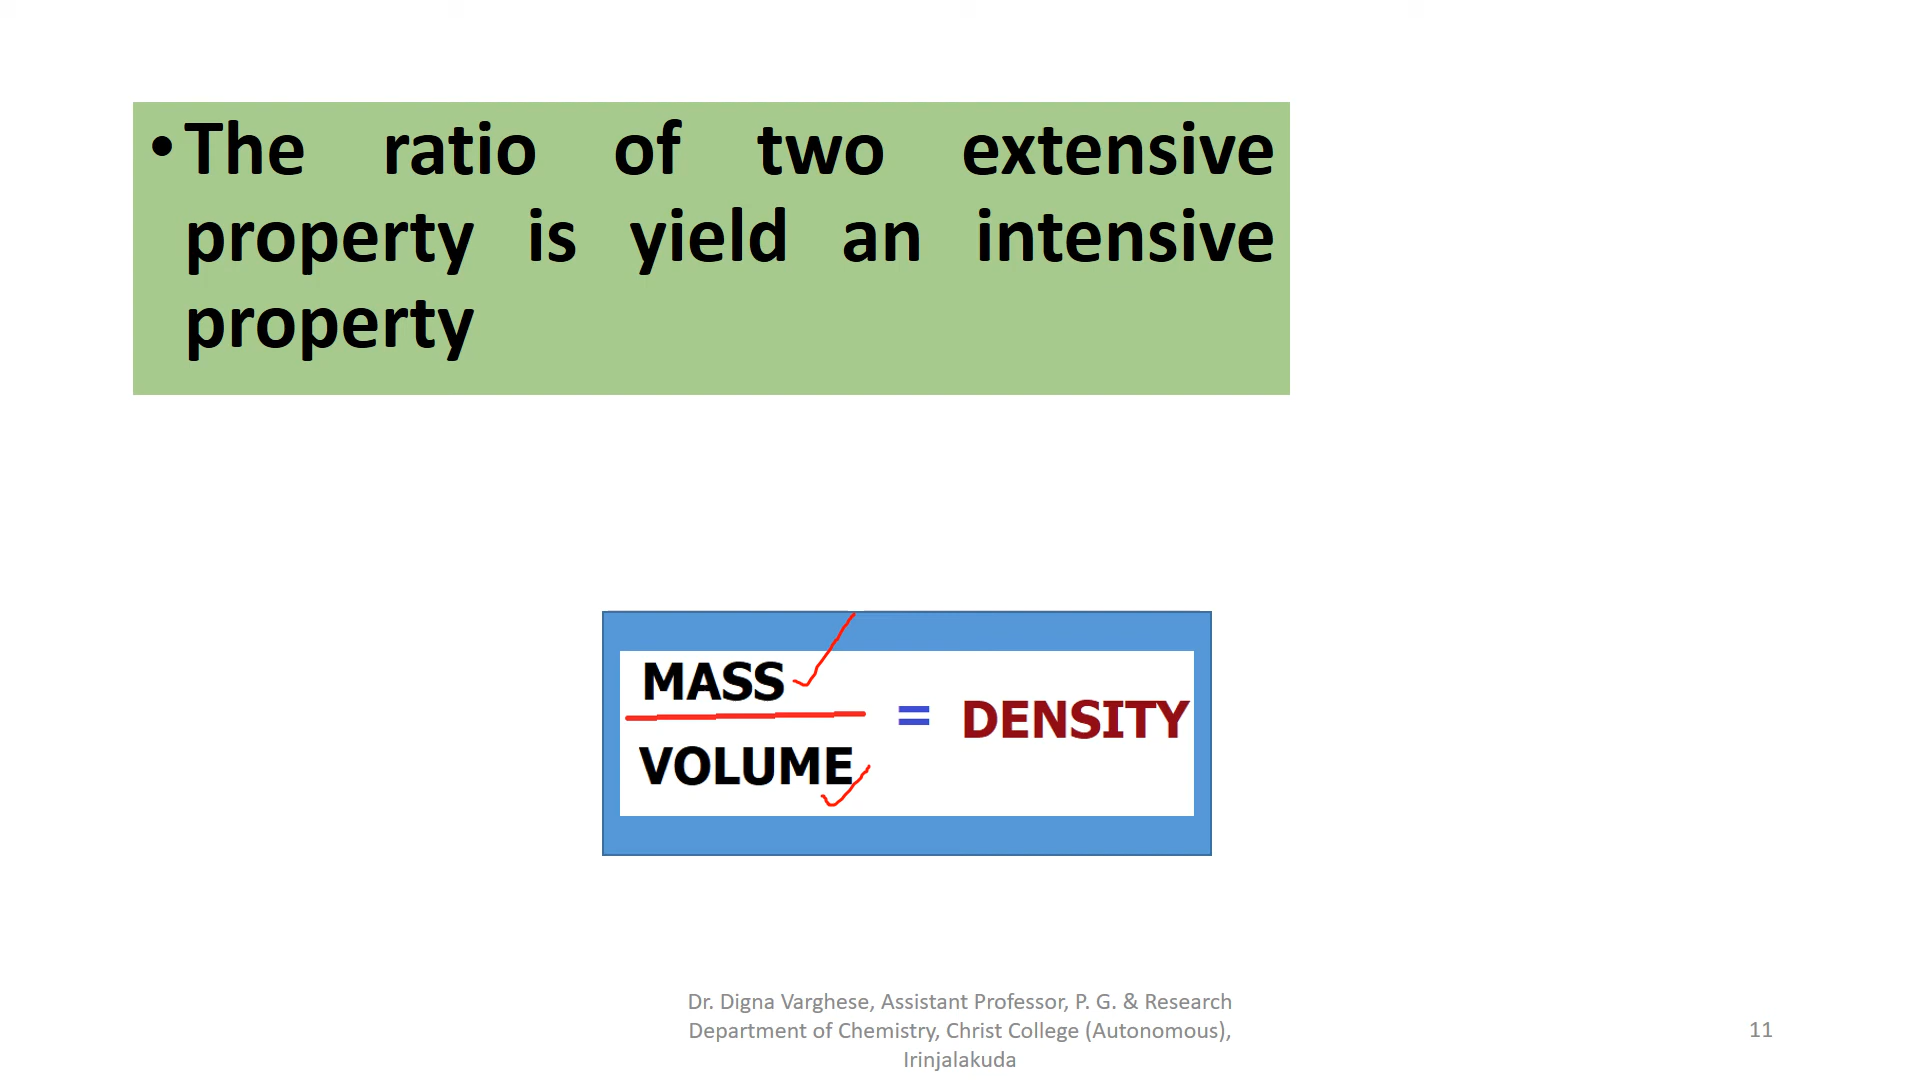 • The ratio of two extensive
property is yield an intensive
property
MASS
= DENSITY
VOLUME
Dr. Digna Varghese, Assistant Professor, P. G. & Research
Department of Chemistry, Christ College (Autonomous),
Irinjalakuda
11